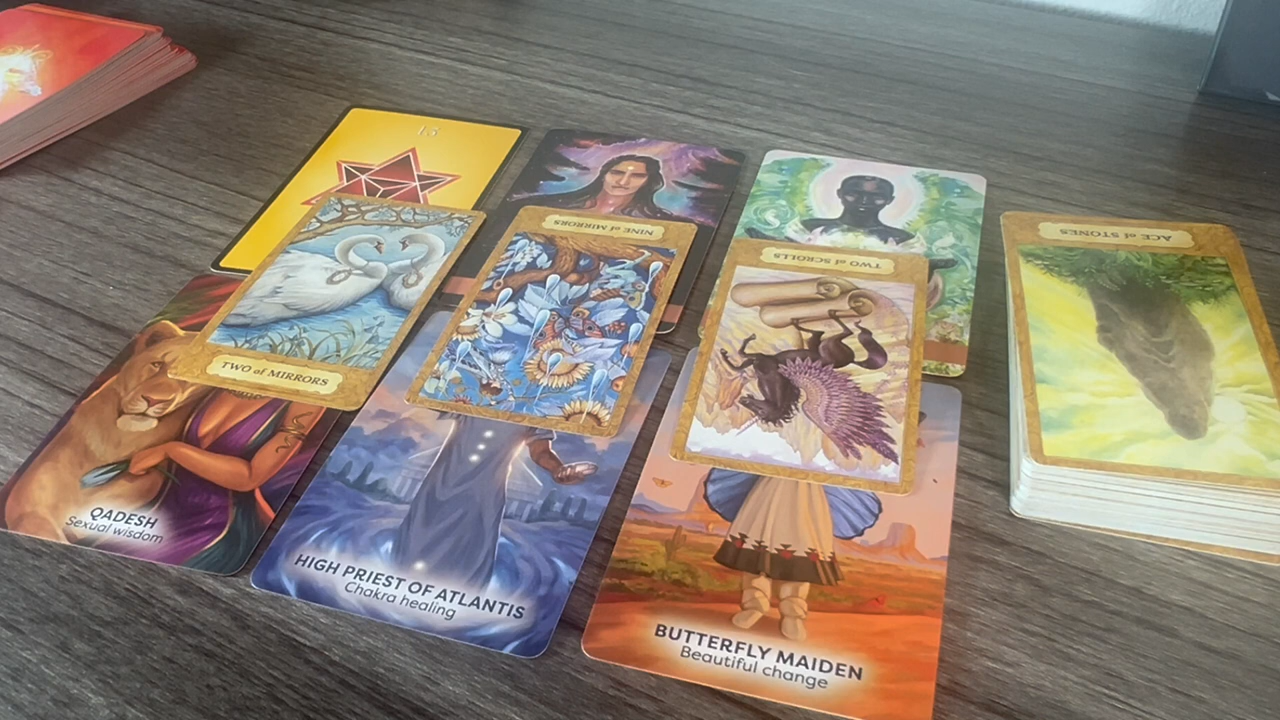 13
NINE of MIRRORS
TWO of SCROLLS
ACE of STONES
TWO of MIRRORS
QADESH
Sexual wisdom
HIGH PRIEST OF ATLANTIS
Chakra healing
BUTTERFLY MAIDEN
Beautiful change